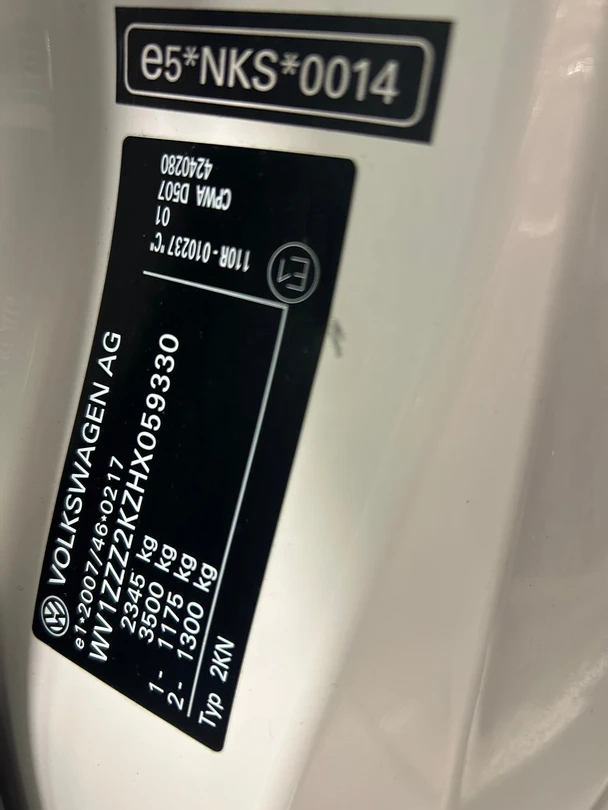 e5*NKS*0014
VOLKSWAGEN AG
e1*2007/46*0217
WV1ZZZ2KZHX059330
2345 kg
3500 kg
1- 1175 kg
2- 1300 kg
Typ 2KN
E1
110R-010237 "C"
01
CPWA D507
4240280